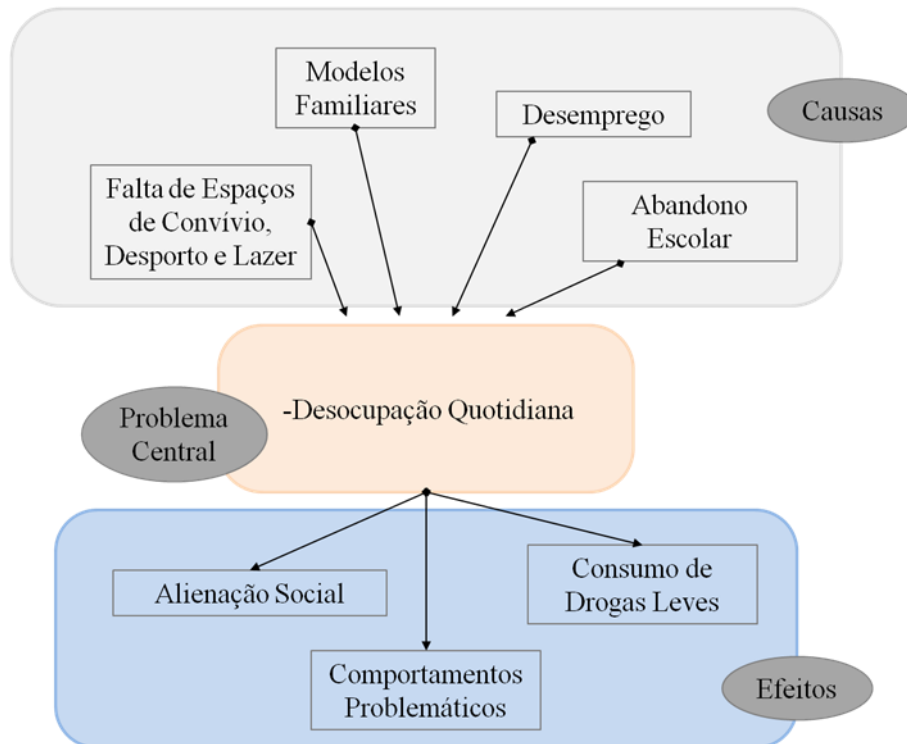 Modelos
Familiares
Desemprego
Causas
Falta de Espaços
de Convívio,
Desporto e Lazer
Abandono
Escolar
Problema
Central
-Desocupação Quotidiana
Alienação Social
Consumo de
Drogas Leves
Comportamentos
Problemáticos
Efeitos